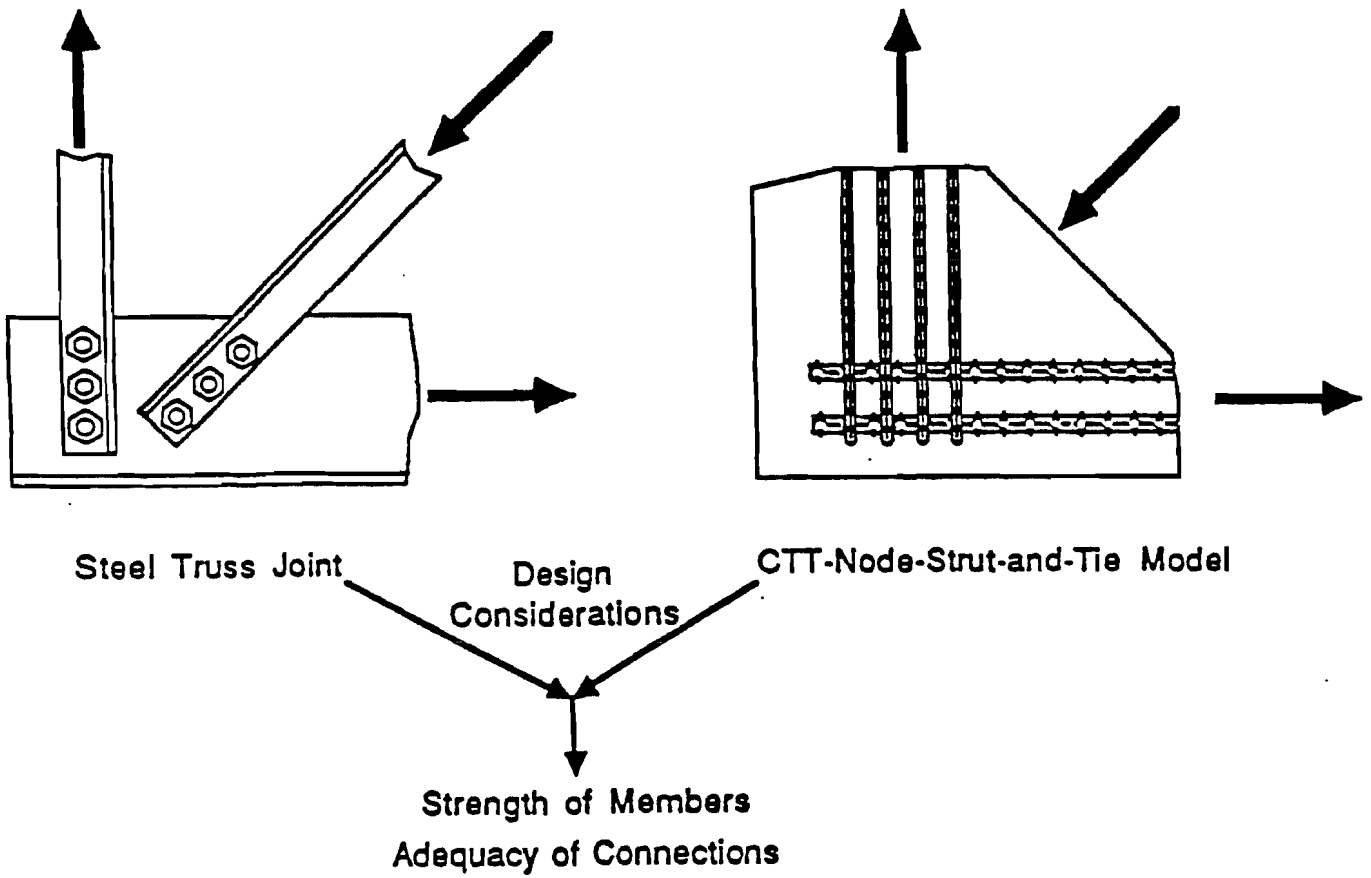 Steel Truss Joint
Design
Considerations
CTT-Node-Strut-and-Tie Model
Strength of Members
Adequacy of Connections